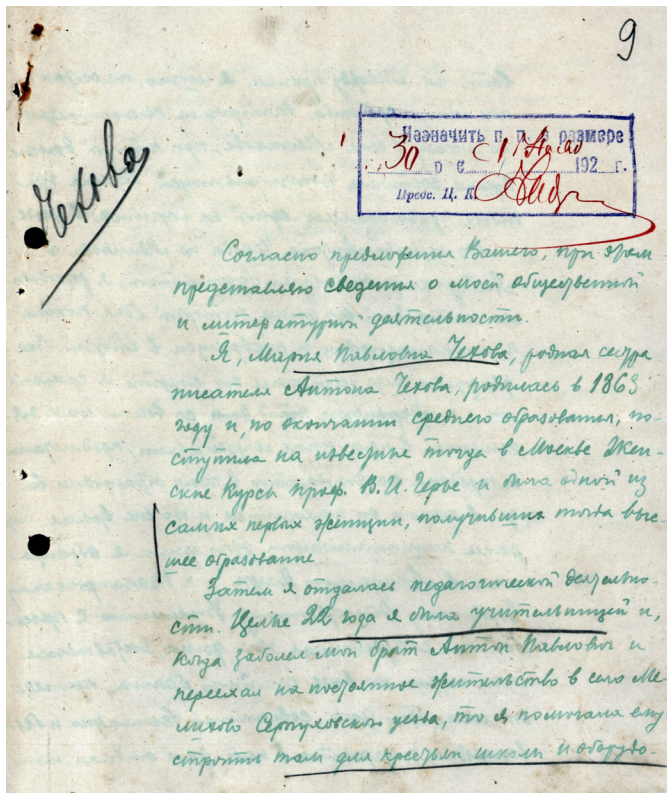 9
Чехова
Назначить п. п. в размере
30 р с 1 192 г.
Предс. Ц. К.
Согласно предложения Вашего, при этом
представляю сведения о моей общественной
и литературной деятельности.
Я, Мария Павловна Чехова, родная сестра
писателя Антона Чехова, родилась в 1863
году и, по окончании среднего образования, по-
ступила на известные тогда в Москве Жен-
ские Курсы проф. В. И. Герье и была одной из
самых первых женщин, получивших тогда выс-
шее образование.
Затем я отдалась педагогической деятельно-
сти. Целые 22 года я была учительницей и,
когда заболел мой брат Антон Павлович и
переехал на постоянное жительство в село Ме-
лихово Серпуховского уезда, то я помогала ему
строить там для крестьян школы и оборудо-